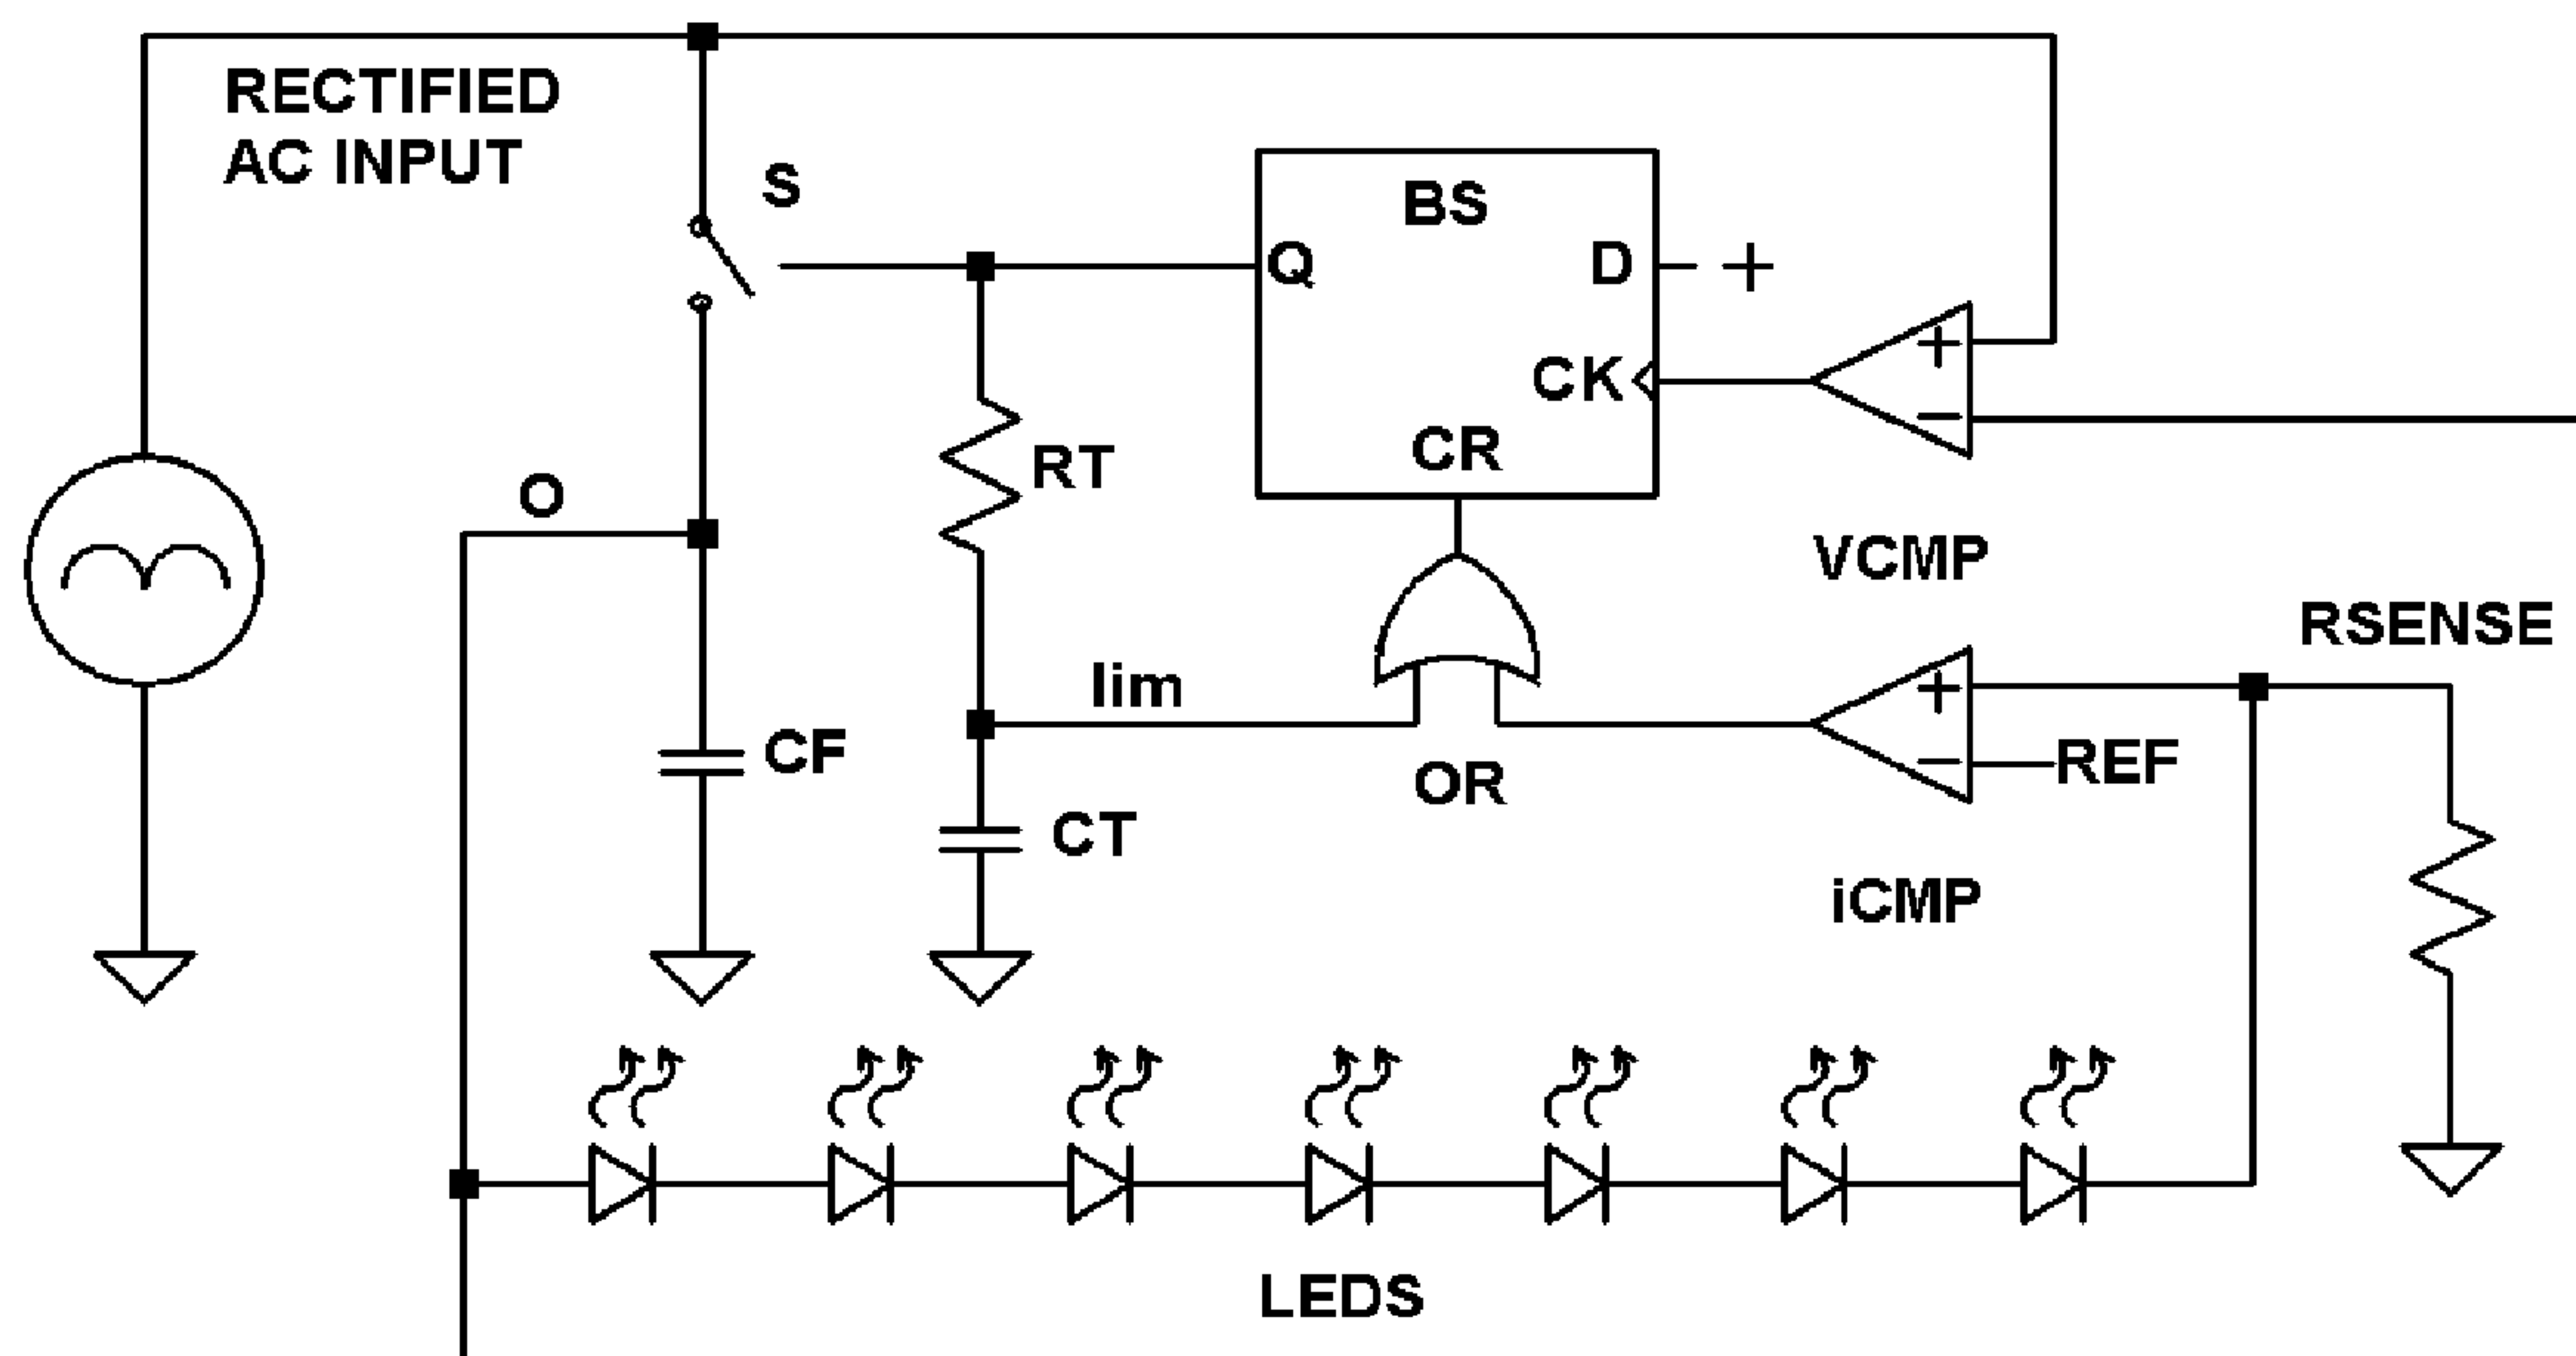 RECTIFIED
AC INPUT
S
BS
Q
D
+
CK
+
−
CR
O
RT
VCMP
RSENSE
lim
+
−
REF
CF
OR
CT
iCMP
LEDS